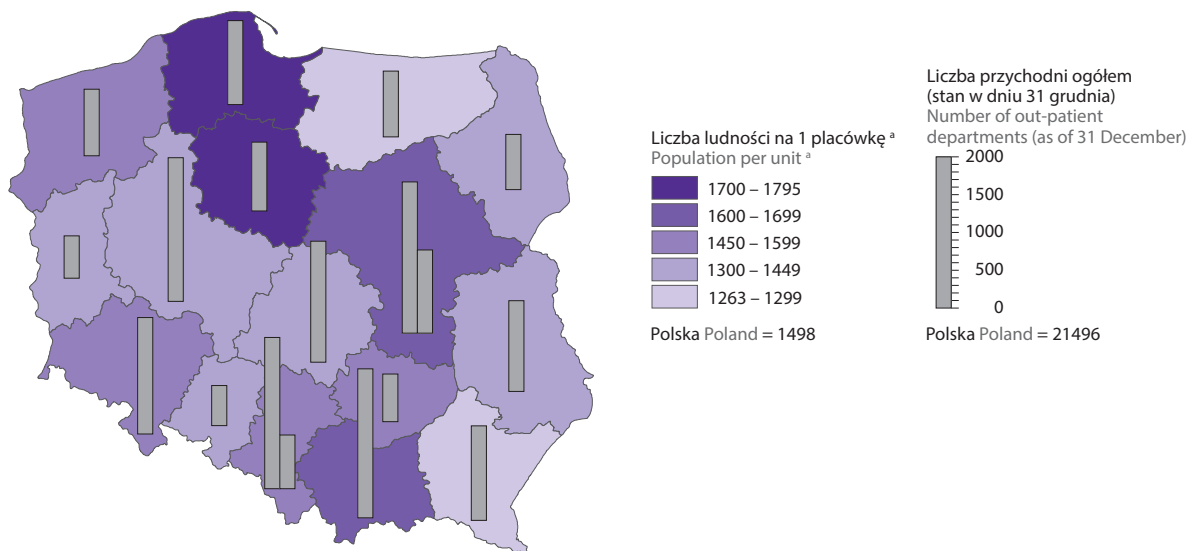 Liczba ludności na 1 placówkę ᵃ
Population per unit ᵃ
1700 – 1795
1600 – 1699
1450 – 1599
1300 – 1449
1263 – 1299
Polska Poland = 1498
Liczba przychodni ogółem
(stan w dniu 31 grudnia)
Number of out-patient
departments (as of 31 December)
2000
1500
1000
500
0
Polska Poland = 21496